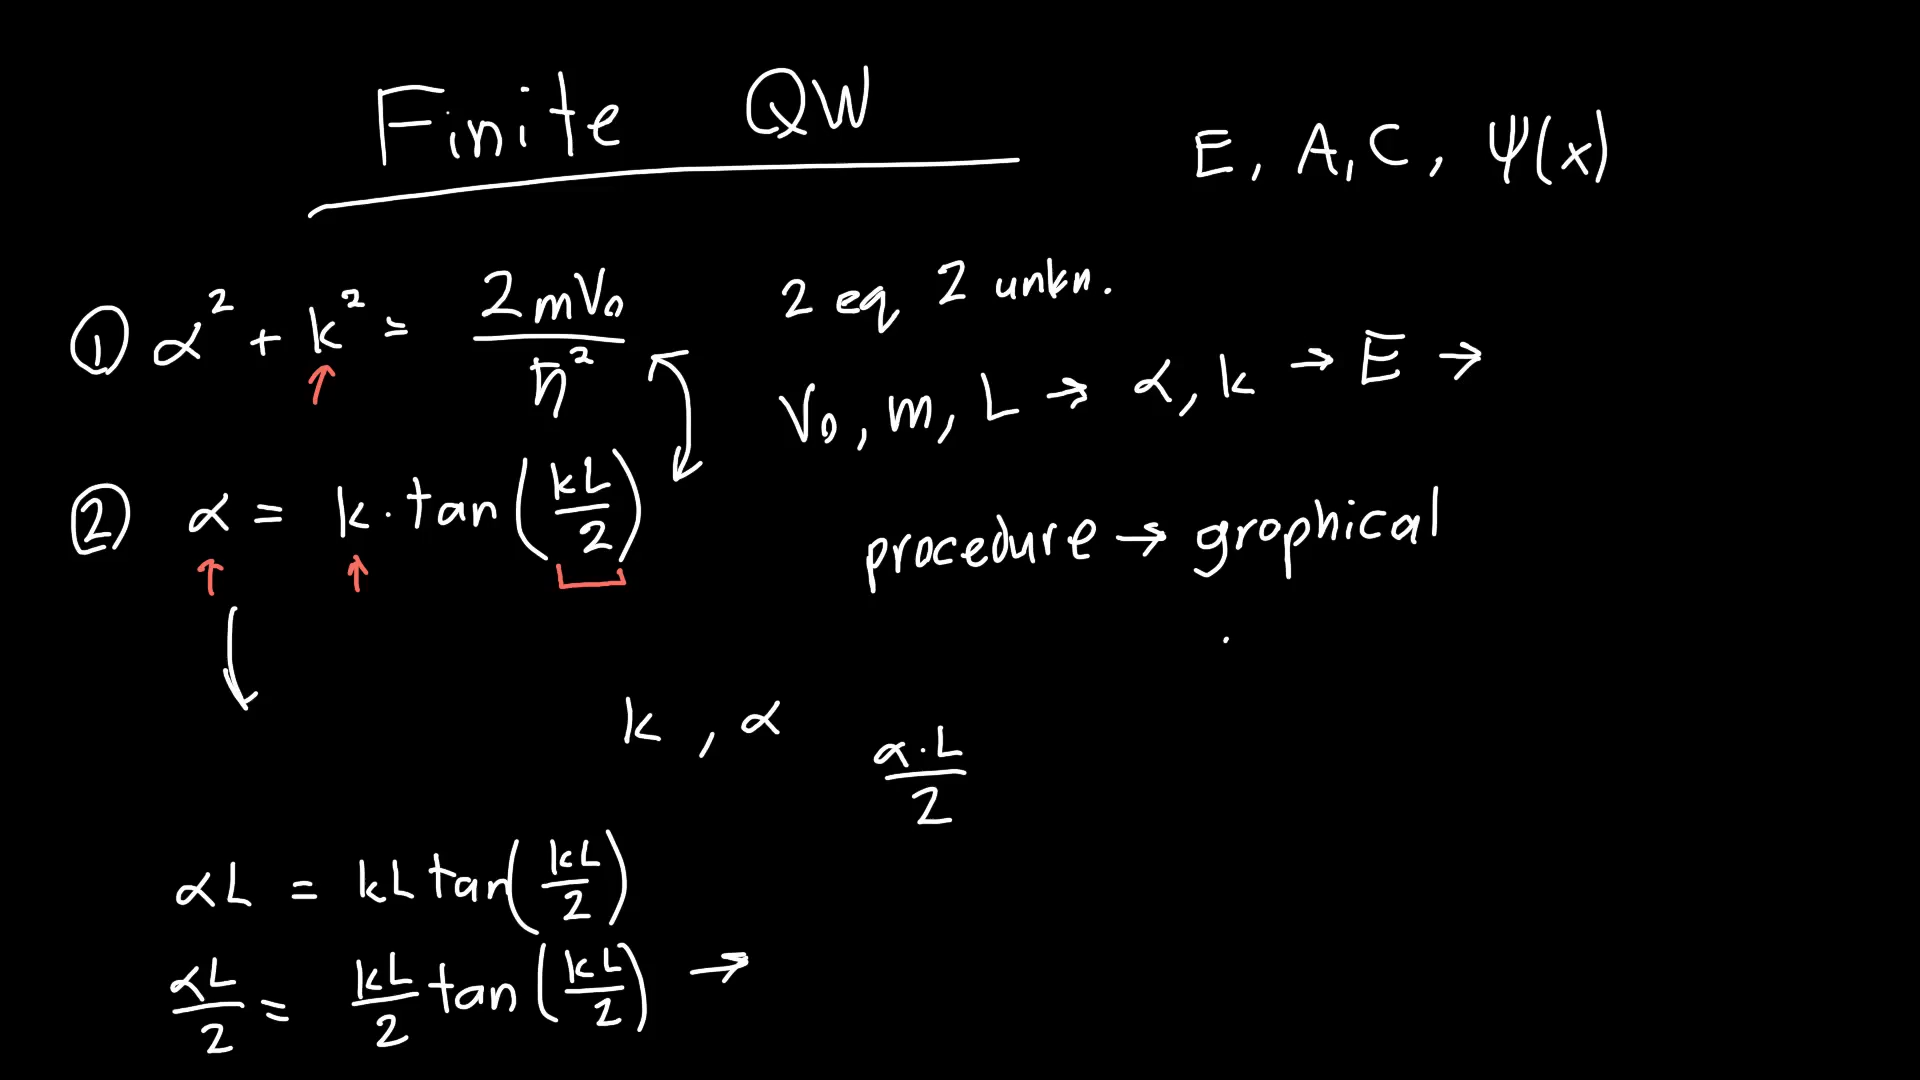 Finite QW
E, A, C, ψ(x)
① α² + k² = 2mV₀/ħ²
2 eq 2 unkn.
V₀, m, L → α, k → E →
② α = k · tan(kL/2)
procedure → grophical
k, α
α·L/2
αL = kL tan(kL/2)
αL/2 = kL/2 tan(kL/2) →